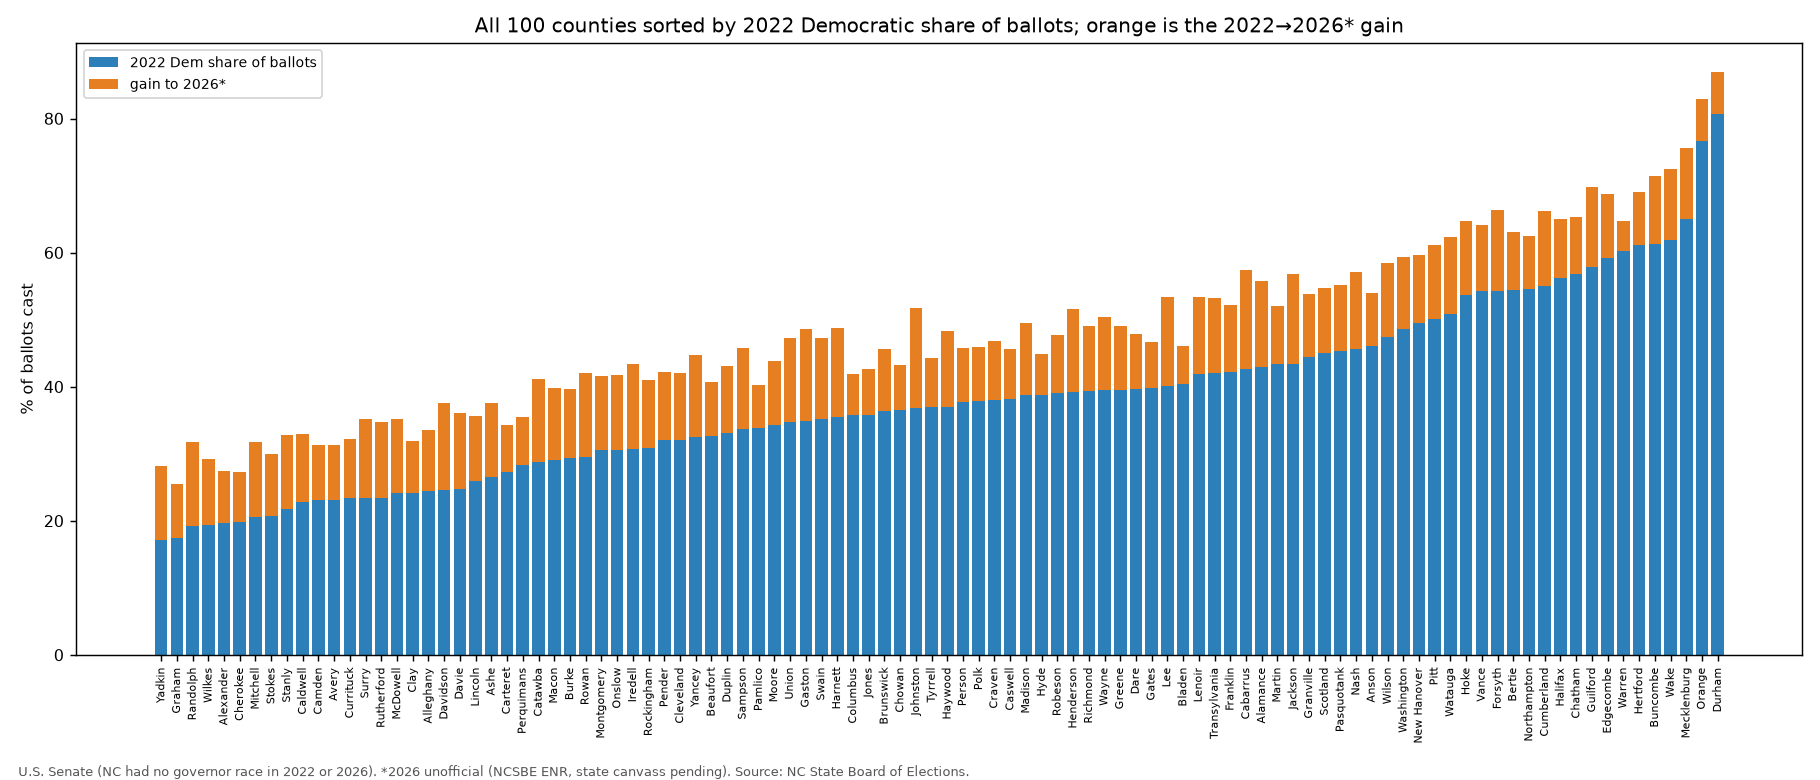 All 100 counties sorted by 2022 Democratic share of ballots; orange is the 2022→2026* gain
2022 Dem share of ballots
gain to 2026*
% of ballots cast
80
60
40
20
0
Yadkin
Graham
Randolph
Wilkes
Alexander
Cherokee
Mitchell
Stokes
Stanly
Caldwell
Camden
Avery
Currituck
Surry
Rutherford
McDowell
Clay
Alleghany
Davidson
Davie
Lincoln
Ashe
Carteret
Perquimans
Catawba
Macon
Burke
Rowan
Montgomery
Onslow
Iredell
Rockingham
Pender
Cleveland
Yancey
Beaufort
Duplin
Sampson
Pamlico
Moore
Union
Gaston
Swain
Harnett
Columbus
Jones
Brunswick
Chowan
Johnston
Tyrrell
Haywood
Person
Polk
Craven
Caswell
Madison
Hyde
Robeson
Henderson
Richmond
Wayne
Greene
Dare
Gates
Lee
Bladen
Lenoir
Transylvania
Franklin
Cabarrus
Alamance
Martin
Jackson
Granville
Scotland
Pasquotank
Nash
Anson
Wilson
Washington
New Hanover
Pitt
Watauga
Hoke
Vance
Forsyth
Bertie
Northampton
Cumberland
Halifax
Chatham
Guilford
Edgecombe
Warren
Hertford
Buncombe
Wake
Mecklenburg
Orange
Durham
U.S. Senate (NC had no governor race in 2022 or 2026). *2026 unofficial (NCSBE ENR, state canvass pending). Source: NC State Board of Elections.